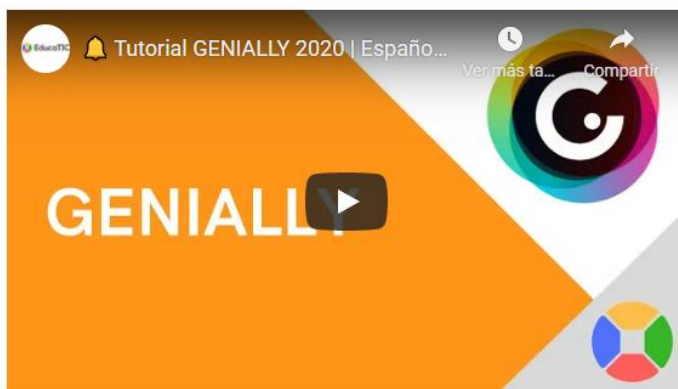 EducaTIC
🔔 Tutorial GENIALLY 2020 | Españo...
Ver más ta...
Compartir
GENIALLY